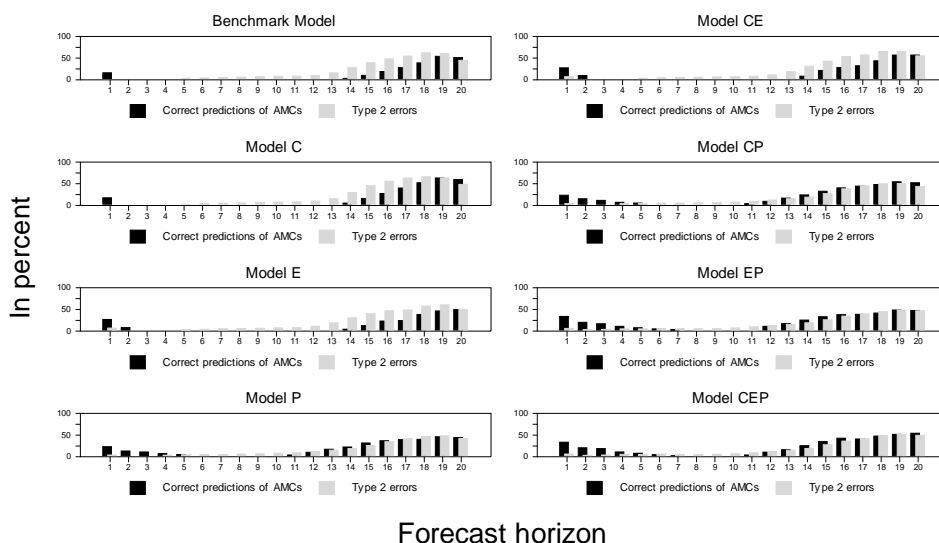 Benchmark Model
100
50
0
1 2 3 4 5 6 7 8 9 10 11 12 13 14 15 16 17 18 19 20
Correct predictions of AMCs Type 2 errors
Model CE
100
50
0
1 2 3 4 5 6 7 8 9 10 11 12 13 14 15 16 17 18 19 20
Correct predictions of AMCs Type 2 errors
Model C
100
50
0
1 2 3 4 5 6 7 8 9 10 11 12 13 14 15 16 17 18 19 20
Correct predictions of AMCs Type 2 errors
Model CP
100
50
0
1 2 3 4 5 6 7 8 9 10 11 12 13 14 15 16 17 18 19 20
Correct predictions of AMCs Type 2 errors
In percent
Model E
100
50
0
1 2 3 4 5 6 7 8 9 10 11 12 13 14 15 16 17 18 19 20
Correct predictions of AMCs Type 2 errors
Model EP
100
50
0
1 2 3 4 5 6 7 8 9 10 11 12 13 14 15 16 17 18 19 20
Correct predictions of AMCs Type 2 errors
Model P
100
50
0
1 2 3 4 5 6 7 8 9 10 11 12 13 14 15 16 17 18 19 20
Correct predictions of AMCs Type 2 errors
Model CEP
100
50
0
1 2 3 4 5 6 7 8 9 10 11 12 13 14 15 16 17 18 19 20
Correct predictions of AMCs Type 2 errors
Forecast horizon